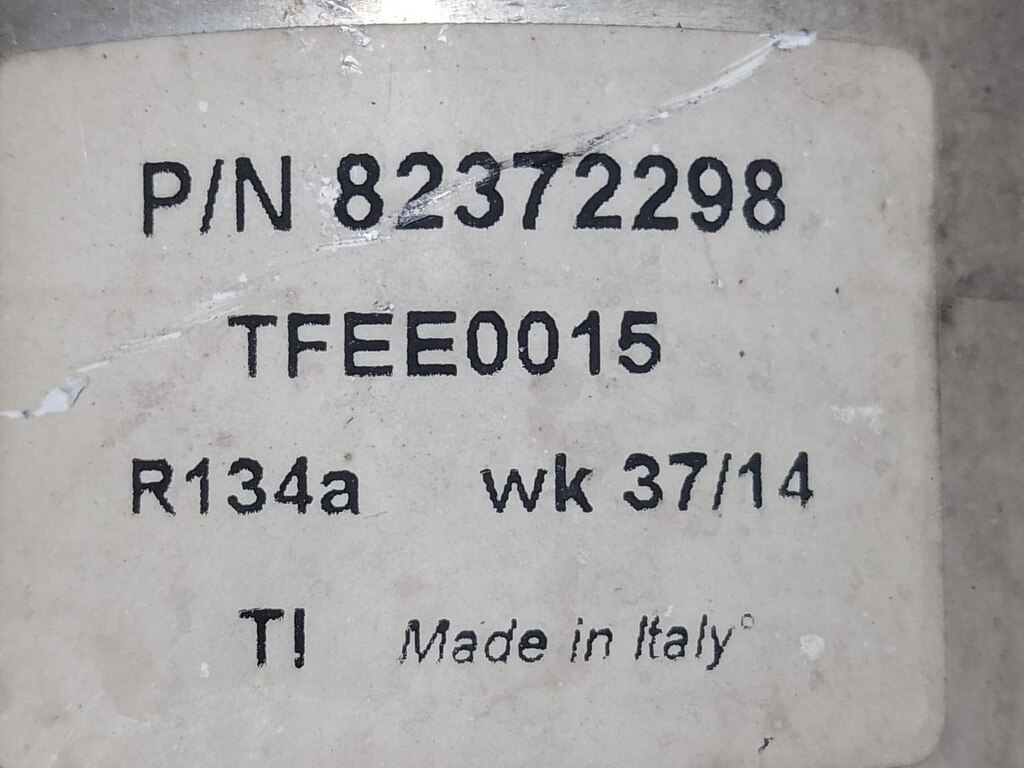 P/N 82372298
TFEE0015
R134a wk 37/14
TI Made in Italy